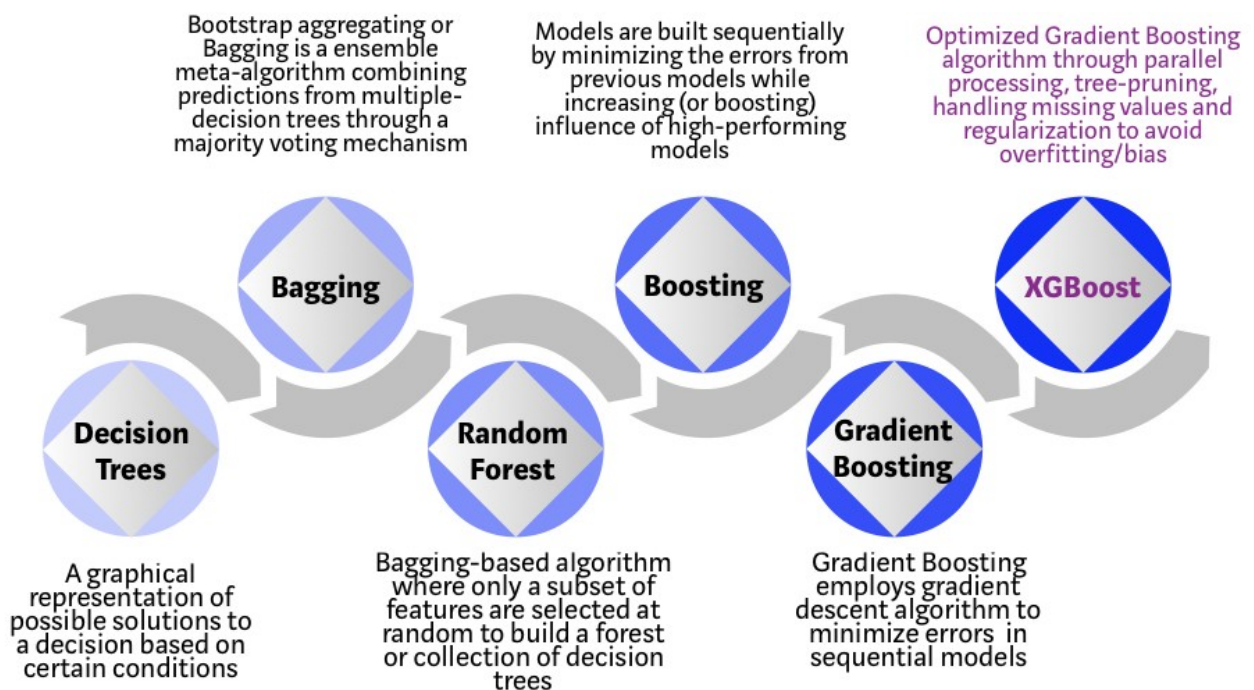 Bootstrap aggregating or
Bagging is a ensemble
meta-algorithm combining
predictions from multiple-
decision trees through a
majority voting mechanism
Models are built sequentially
by minimizing the errors from
previous models while
increasing (or boosting)
influence of high-performing
models
Optimized Gradient Boosting
algorithm through parallel
processing, tree-pruning,
handling missing values and
regularization to avoid
overfitting/bias
Bagging
Boosting
XGBoost
Decision
Trees
Random
Forest
Gradient
Boosting
A graphical
representation of
possible solutions to
a decision based on
certain conditions
Bagging-based algorithm
where only a subset of
features are selected at
random to build a forest
or collection of decision
trees
Gradient Boosting
employs gradient
descent algorithm to
minimize errors in
sequential models